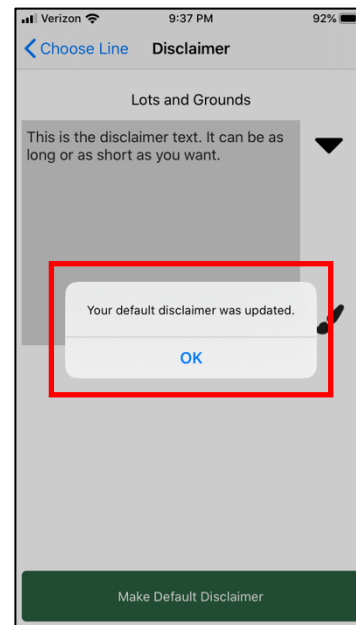 Verizon 9:37 PM 92%
Choose Line Disclaimer
Lots and Grounds
This is the disclaimer text. It can be as
long or as short as you want.
Your default disclaimer was updated.
OK
Make Default Disclaimer